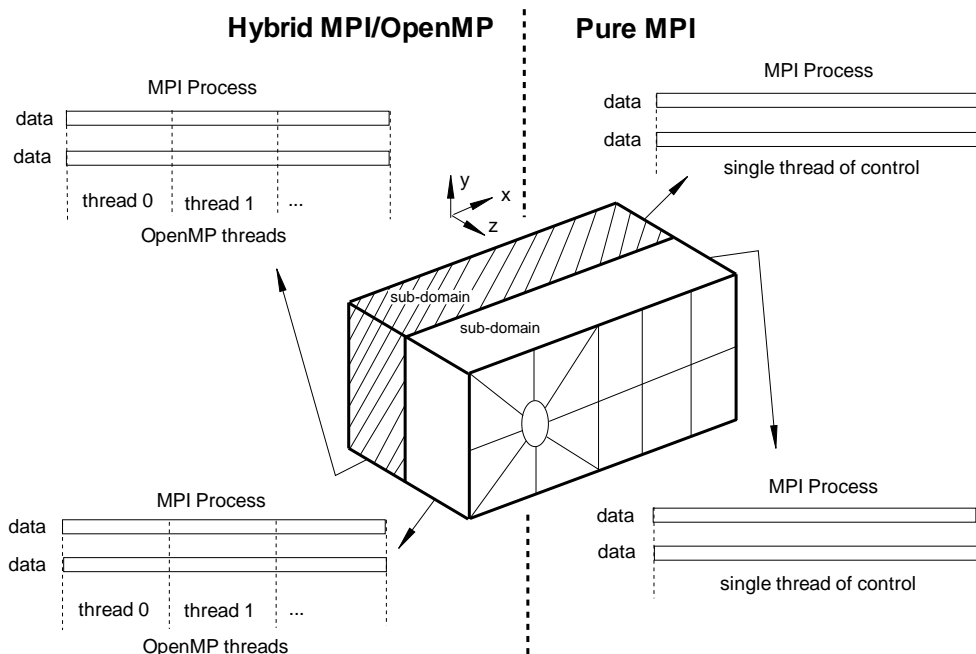 Hybrid MPI/OpenMP
Pure MPI
MPI Process
data
data
thread 0
thread 1
...
OpenMP threads
MPI Process
data
data
single thread of control
y
x
z
sub-domain
sub-domain
MPI Process
data
data
thread 0
thread 1
...
OpenMP threads
MPI Process
data
data
single thread of control